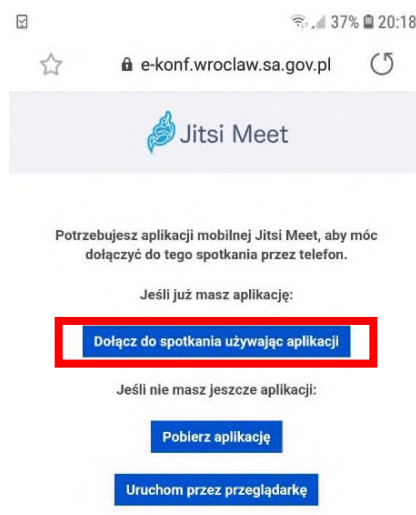 37% 20:18
e-konf.wroclaw.sa.gov.pl
Jitsi Meet
Potrzebujesz aplikacji mobilnej Jitsi Meet, aby móc
dołączyć do tego spotkania przez telefon.
Jeśli już masz aplikację:
Dołącz do spotkania używając aplikacji
Jeśli nie masz jeszcze aplikacji:
Pobierz aplikację
Uruchom przez przeglądarkę